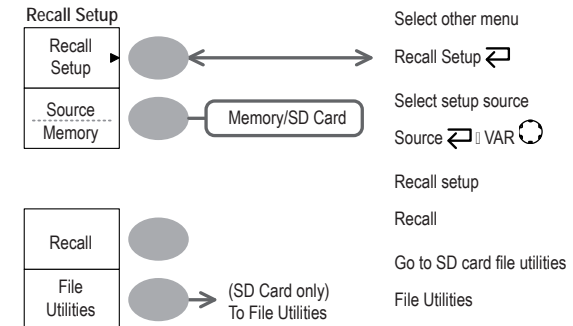 Recall Setup
Recall
Setup
Source
Memory
Memory/SD Card
Recall
File
Utilities
(SD Card only)
To File Utilities
Select other menu
Recall Setup
Select setup source
Source VAR
Recall setup
Recall
Go to SD card file utilities
File Utilities